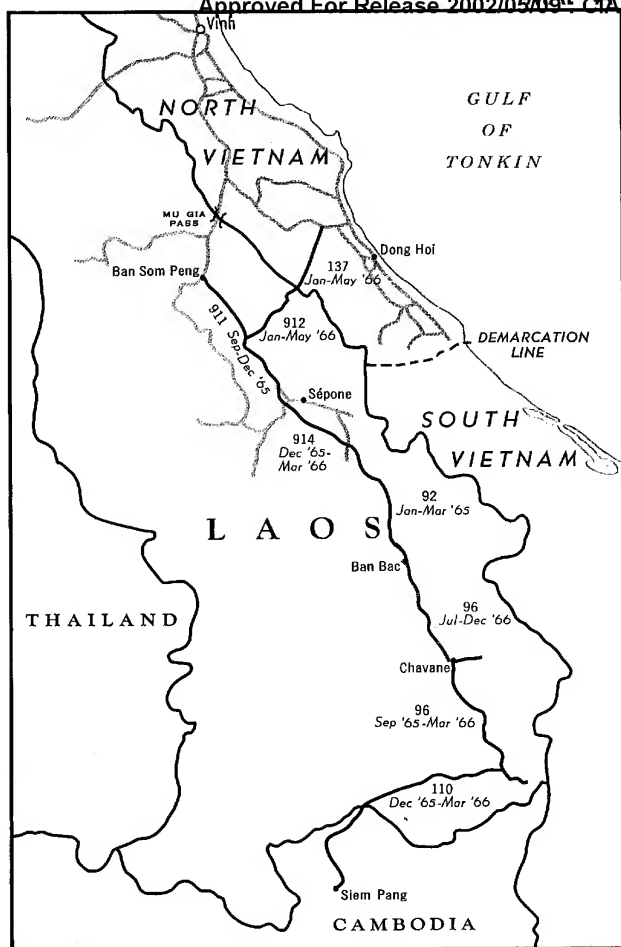 Approved For Release 2002/05/09 : CIA
Vinh
NORTH
VIETNAM
GULF
OF
TONKIN
MU GIA
PASS
Dong Hoi
Ban Som Peng
137
Jan-May '66
911 Sep-Dec '65
912
Jan-May '66
DEMARCATION
LINE
Sépone
SOUTH
VIETNAM
914
Dec '65-
Mar '66
92
Jan-Mar '65
LAOS
Ban Bac
THAILAND
96
Jul-Dec '66
Chavane
96
Sep '65-Mar '66
110
Dec '65-Mar '66
Siem Pang
CAMBODIA